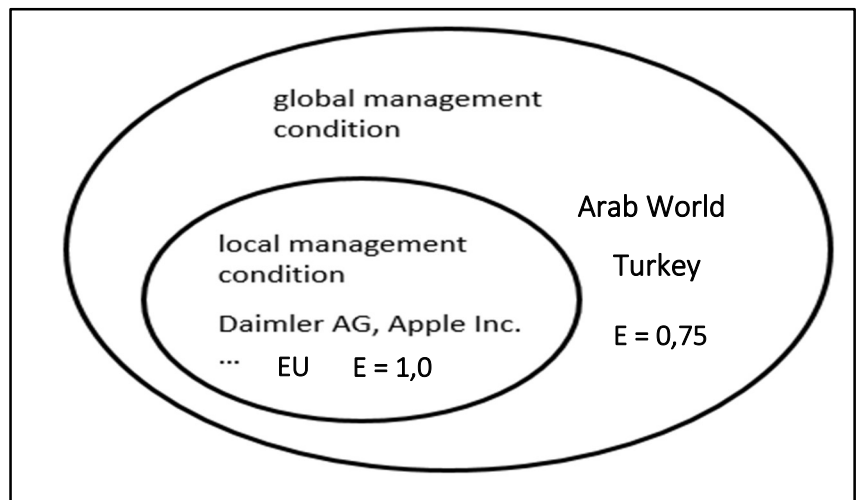 global management
condition
Arab World
Turkey
E = 0,75
local management
condition
Daimler AG, Apple Inc.
... EU E = 1,0